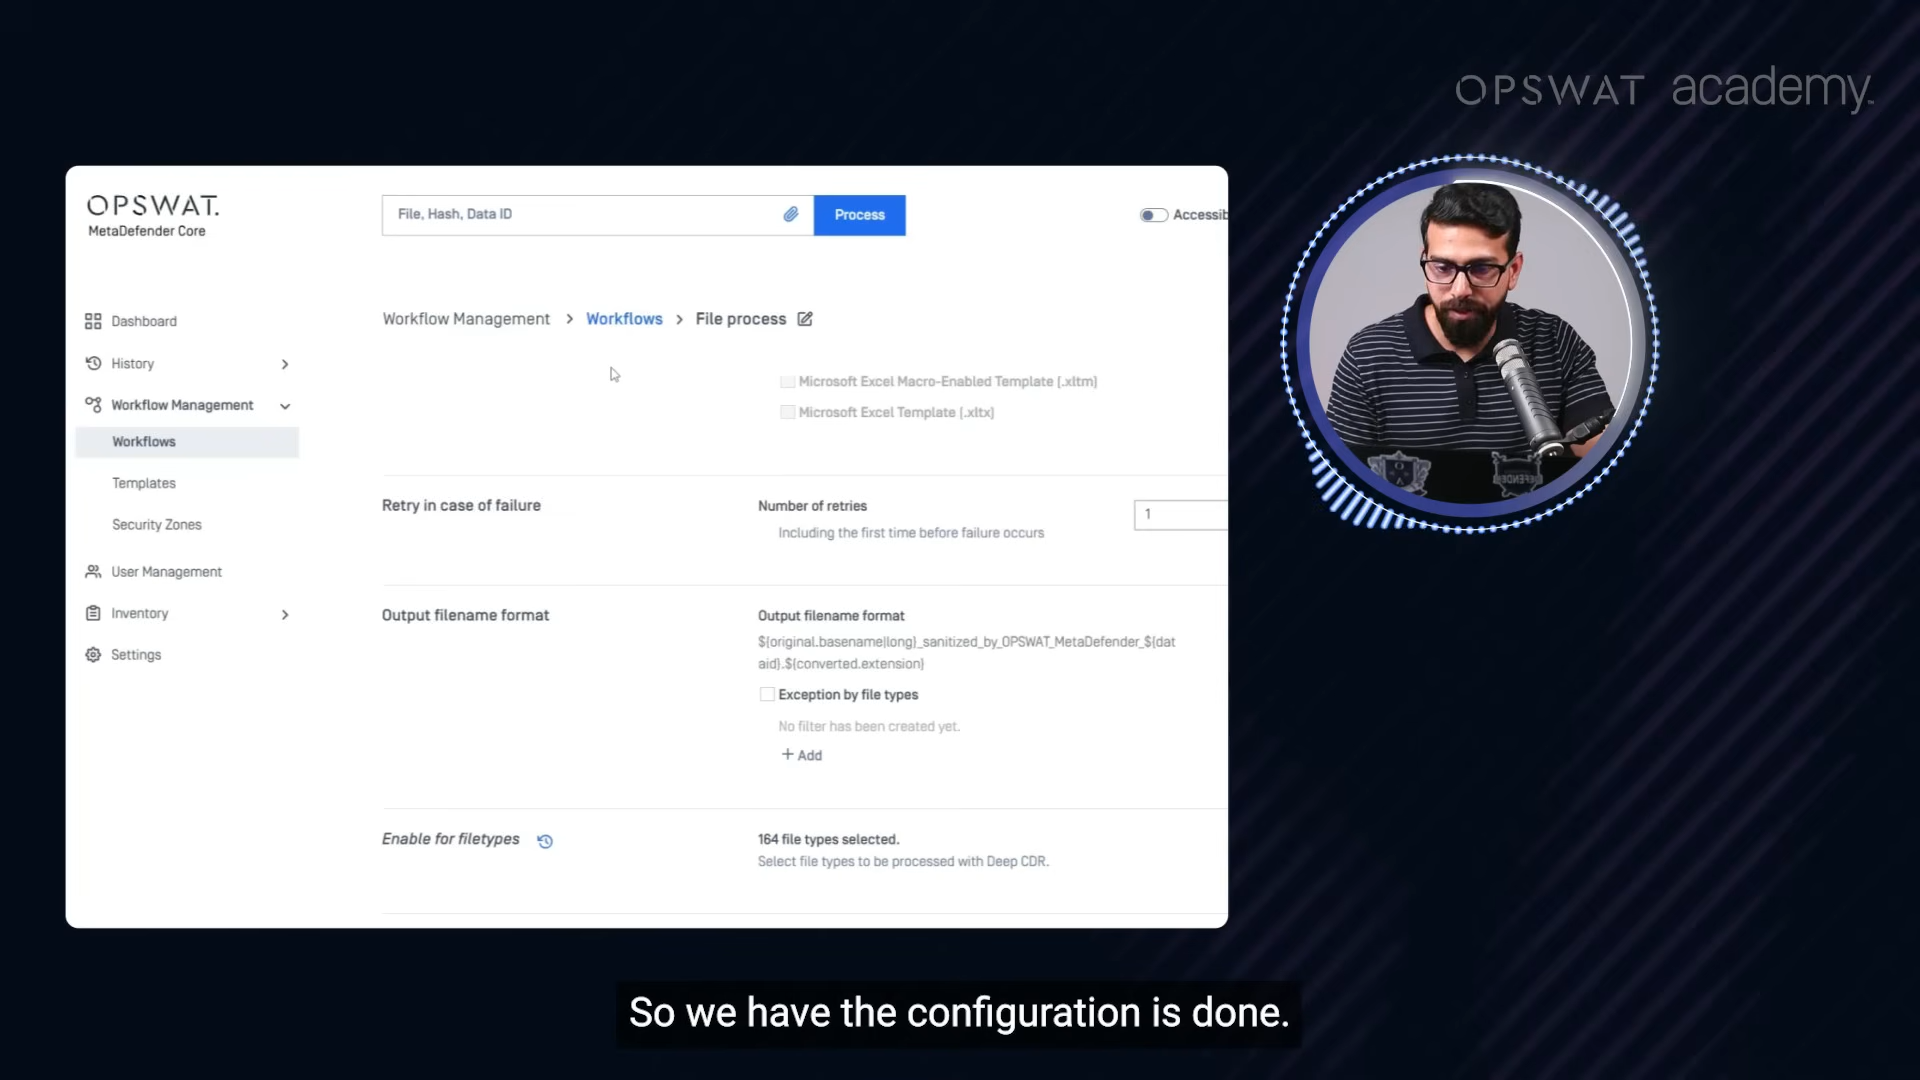 OPSWAT academy
OPSWAT.
MetaDefender Core
File, Hash, Data ID
Process
Accessib
Dashboard
History
Workflow Management
Workflows
Templates
Security Zones
User Management
Inventory
Settings
Workflow Management > Workflows > File process
Microsoft Excel Macro-Enabled Template (.xltm)
Microsoft Excel Template (.xltx)
Retry in case of failure
Number of retries
1
Including the first time before failure occurs
Output filename format
Output filename format
${original.basename|long}_sanitized_by_OPSWAT_MetaDefender_${dat
aid}.${converted.extension}
Exception by file types
No filter has been created yet.
+ Add
Enable for filetypes
164 file types selected.
Select file types to be processed with Deep CDR.
So we have the configuration is done.